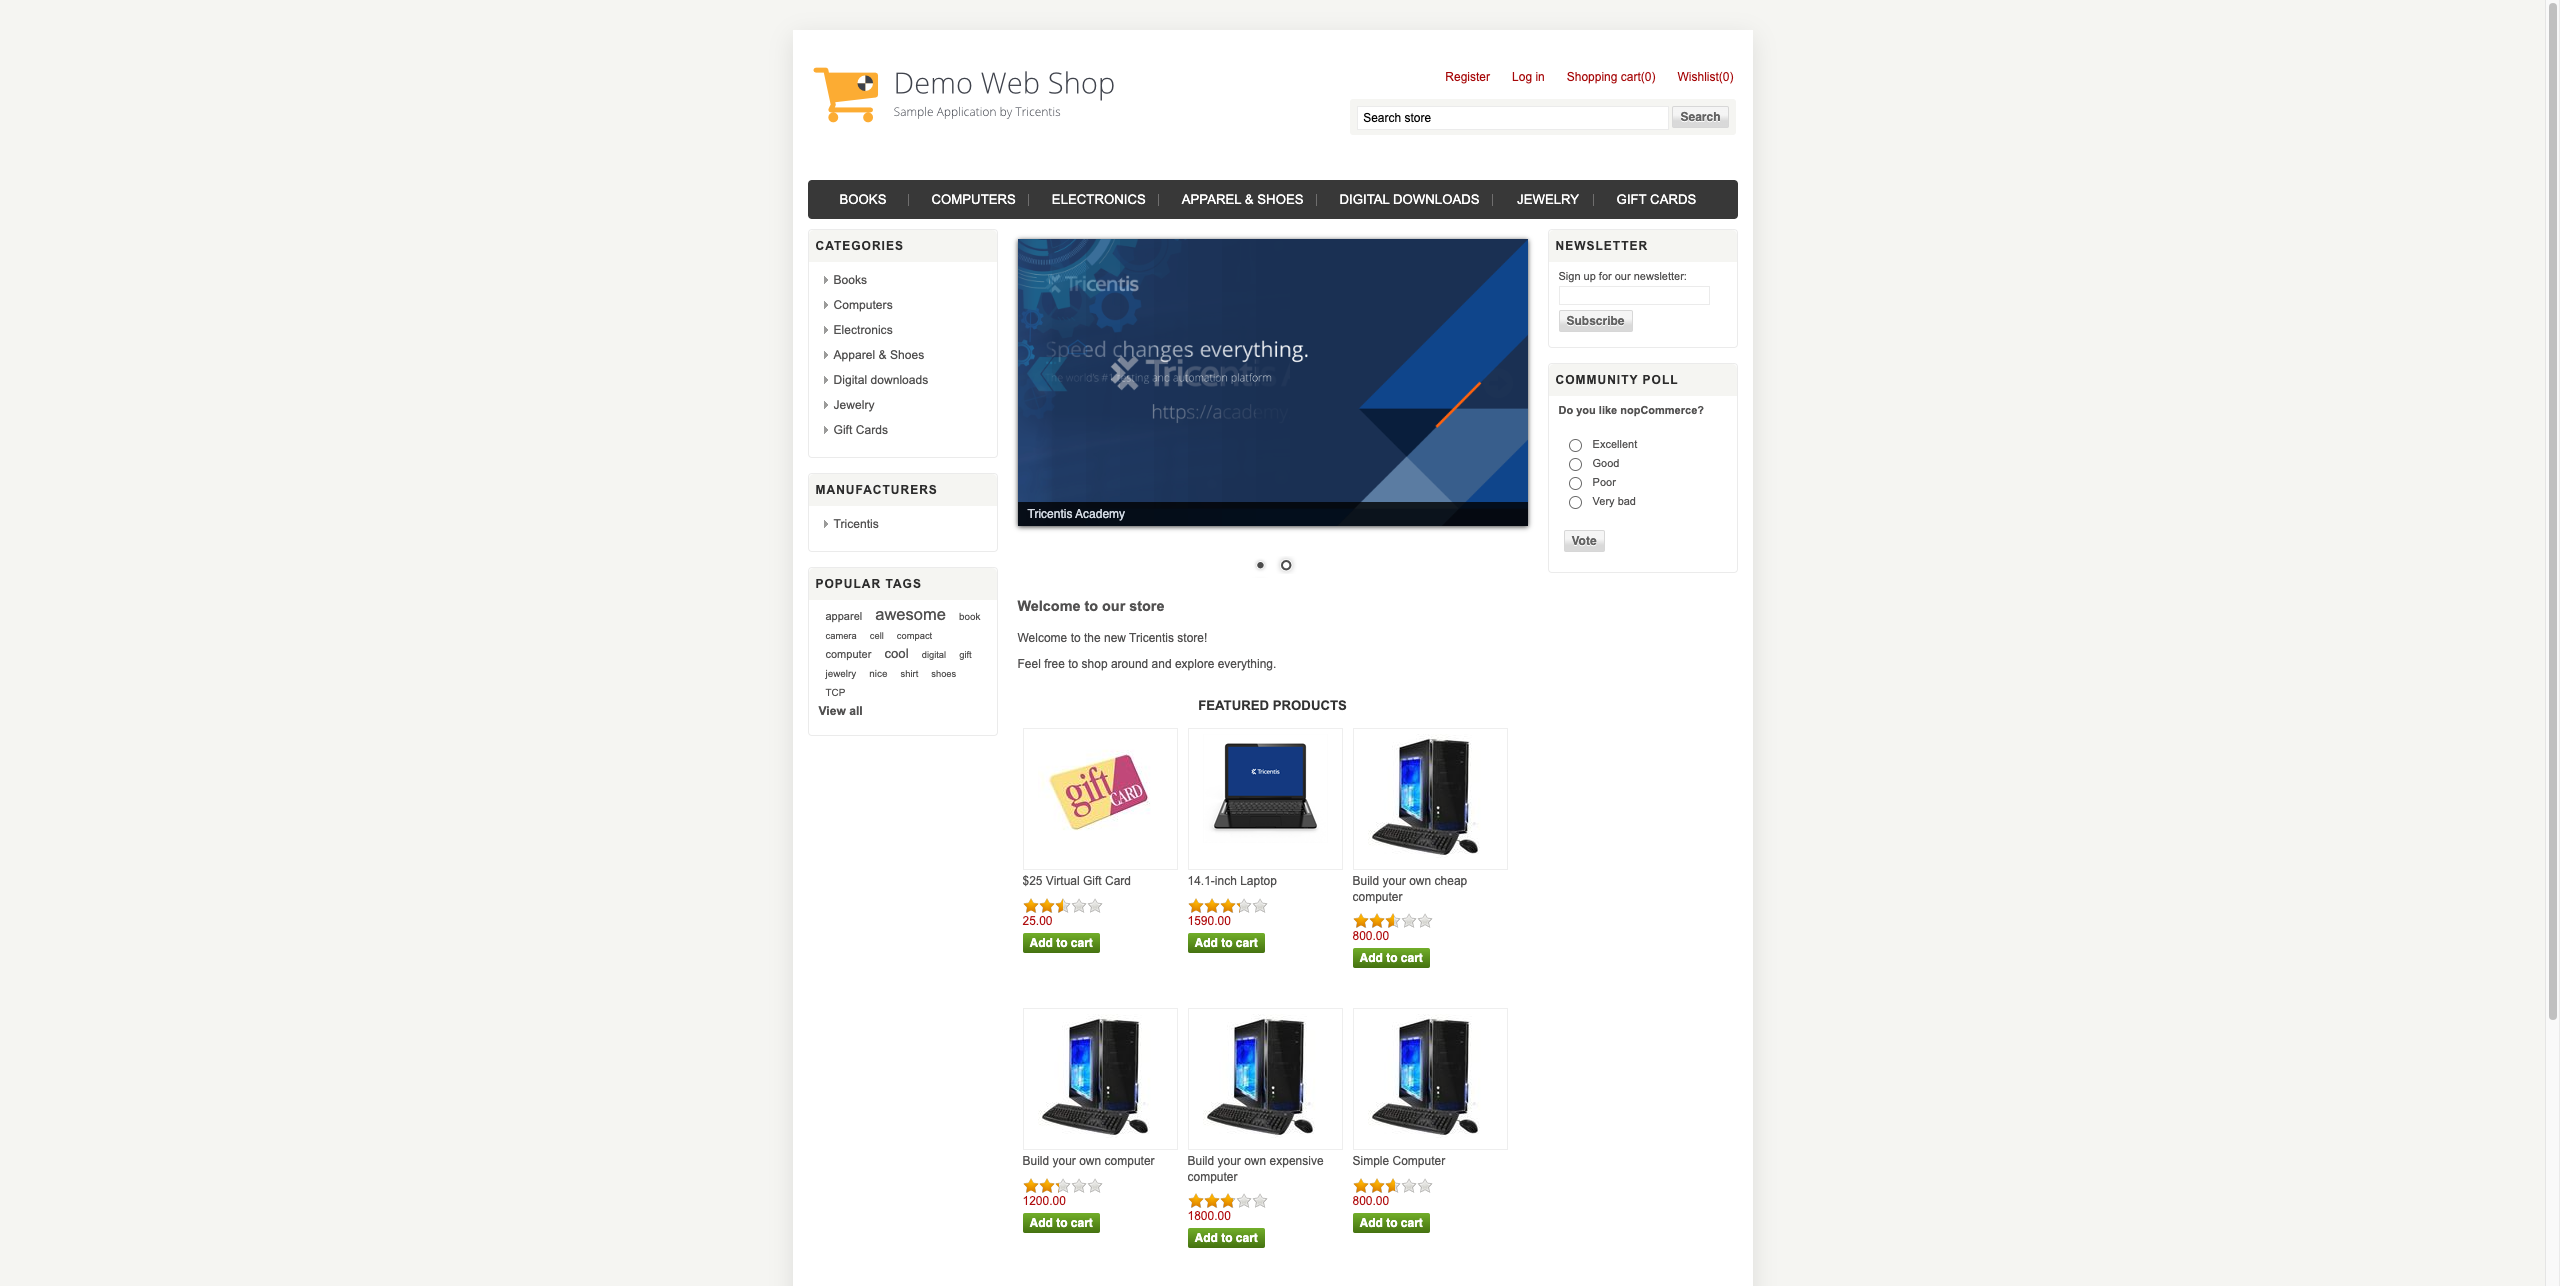 Demo Web Shop
Sample Application by Tricentis
Register Log in Shopping cart(0) Wishlist(0)
Search store Search
BOOKS COMPUTERS ELECTRONICS APPAREL & SHOES DIGITAL DOWNLOADS JEWELRY GIFT CARDS
CATEGORIES
Books
Computers
Electronics
Apparel & Shoes
Digital downloads
Jewelry
Gift Cards
MANUFACTURERS
Tricentis
POPULAR TAGS
apparel awesome book
camera cell compact
computer cool digital gift
jewelry nice shirt shoes
TCP
View all
Tricentis
Speed changes everything.
Tricentis
the world's #1 testing and automation platform
https://academy
Tricentis Academy
Welcome to our store
Welcome to the new Tricentis store!
Feel free to shop around and explore everything.
FEATURED PRODUCTS
gift CARD
Tricentis
$25 Virtual Gift Card
25.00
Add to cart
14.1-inch Laptop
1590.00
Add to cart
Build your own cheap
computer
800.00
Add to cart
Build your own computer
1200.00
Add to cart
Build your own expensive
computer
1800.00
Add to cart
Simple Computer
800.00
Add to cart
NEWSLETTER
Sign up for our newsletter:
Subscribe
COMMUNITY POLL
Do you like nopCommerce?
Excellent
Good
Poor
Very bad
Vote